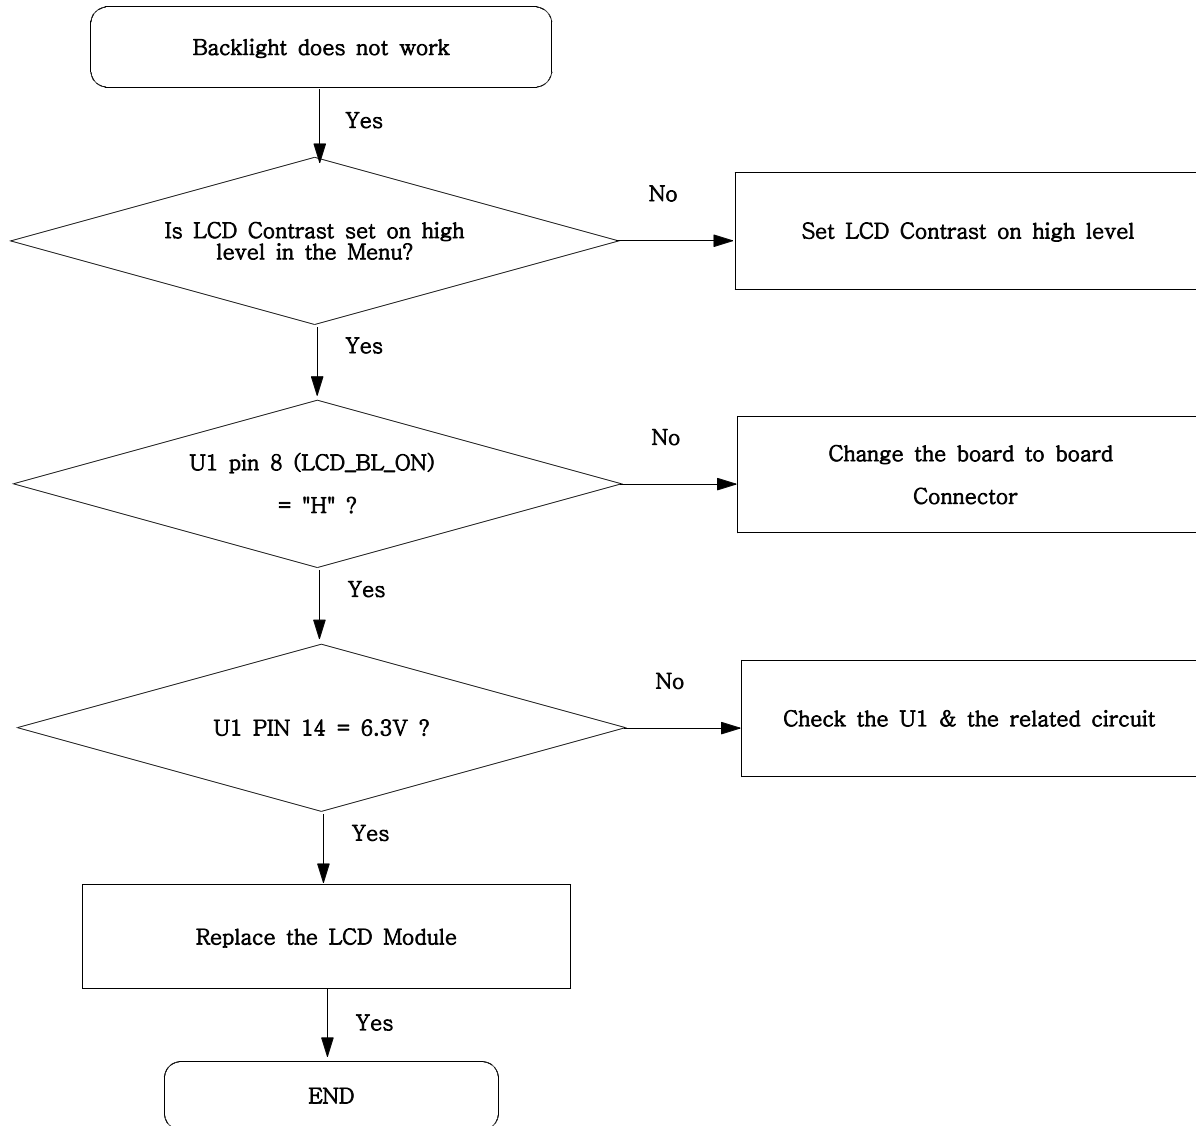 Backlight does not work
Yes
No
Is LCD Contrast set on high
level in the Menu?
Set LCD Contrast on high level
Yes
No
U1 pin 8 (LCD_BL_ON)
= "H" ?
Change the board to board
Connector
Yes
No
U1 PIN 14 = 6.3V ?
Check the U1 & the related circuit
Yes
Replace the LCD Module
Yes
END